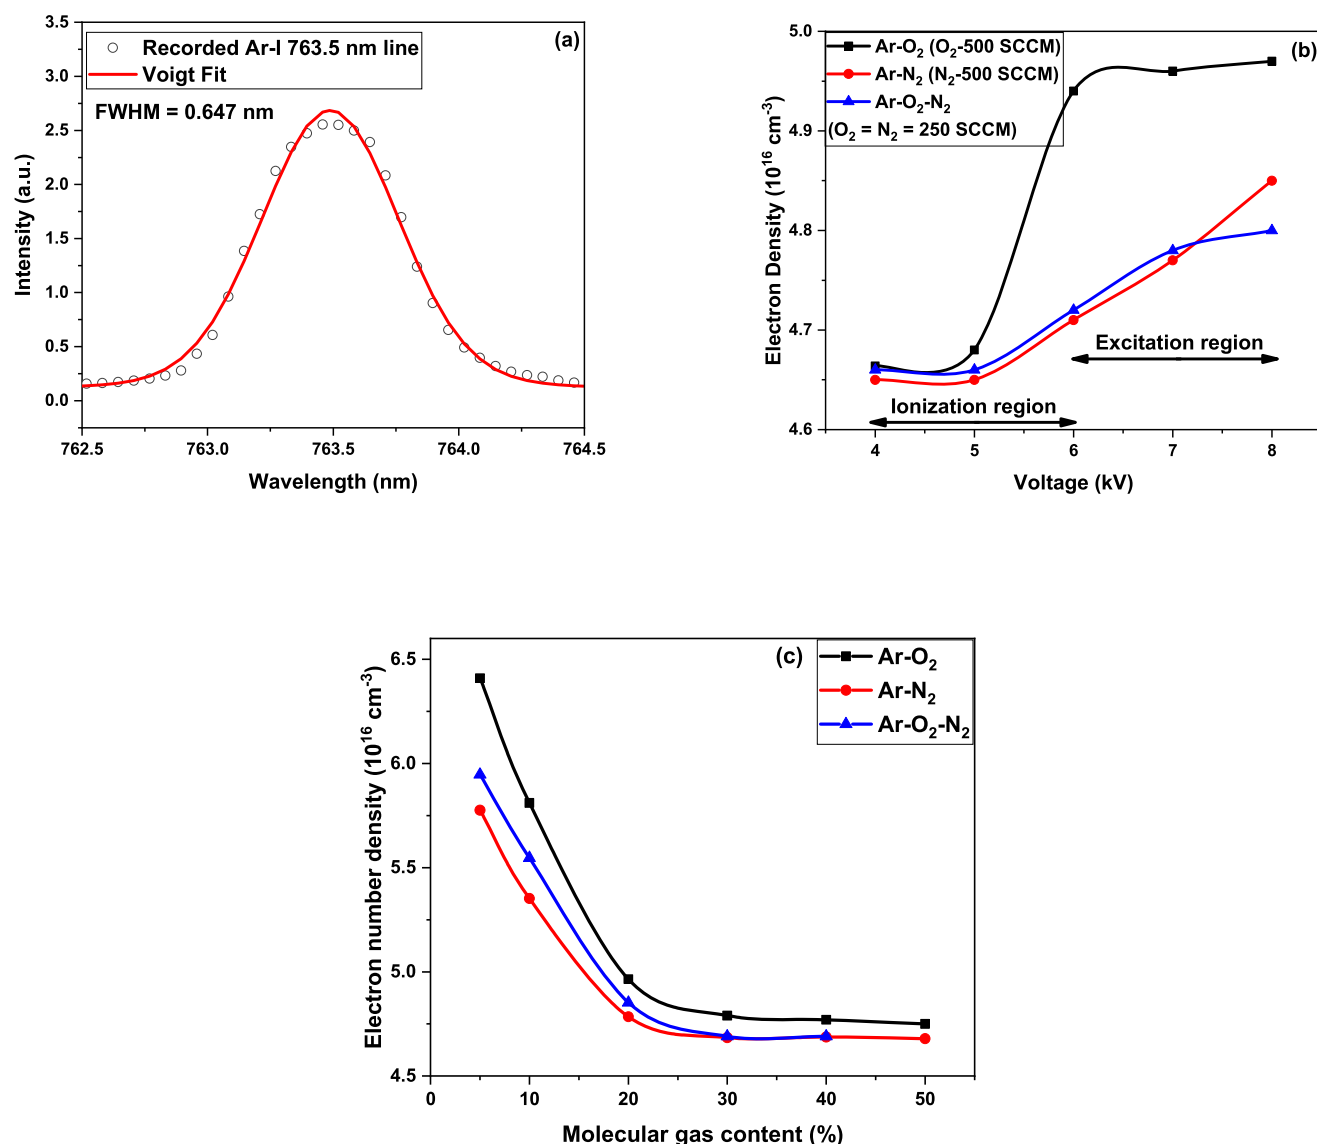 (a)
Recorded Ar-I 763.5 nm line
Voigt Fit
FWHM = 0.647 nm
3.5
3.0
2.5
2.0
1.5
1.0
0.5
0.0
Intensity (a.u.)
762.5 763.0 763.5 764.0 764.5
Wavelength (nm)
(b)
Ar-O₂ (O₂-500 SCCM)
Ar-N₂ (N₂-500 SCCM)
Ar-O₂-N₂
(O₂ = N₂ = 250 SCCM)
5.0
4.9
4.8
4.7
4.6
Electron Density (10¹⁶ cm⁻³)
Excitation region
Ionization region
4 5 6 7 8
Voltage (kV)
(c)
Ar-O₂
Ar-N₂
Ar-O₂-N₂
6.5
6.0
5.5
5.0
4.5
Electron number density (10¹⁶ cm⁻³)
0 10 20 30 40 50
Molecular gas content (%)